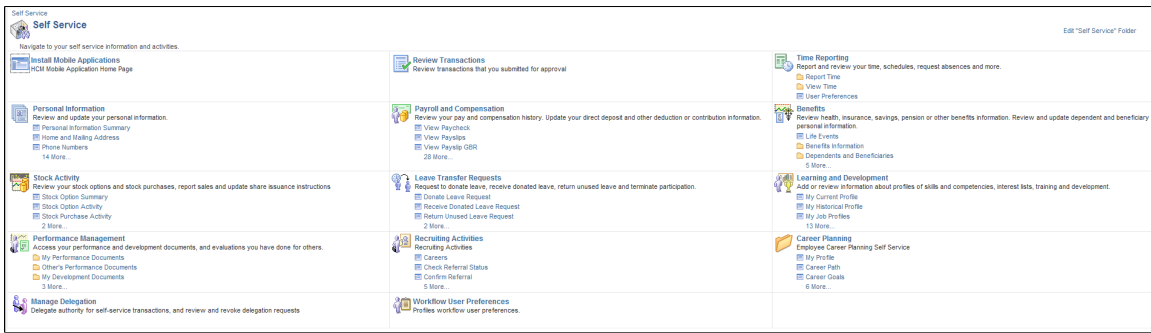 Self Service
Self Service
Edit "Self Service" Folder
Navigate to your self service information and activities.
Install Mobile Applications
HCM Mobile Application Home Page
Review Transactions
Review transactions that you submitted for approval
Time Reporting
Report and review your time, schedules, request absences and more.
Report Time
View Time
User Preferences
Personal Information
Review and update your personal information.
Personal Information Summary
Home and Mailing Address
Phone Numbers
14 More...
Payroll and Compensation
Review your pay and compensation history. Update your direct deposit and other deduction or contribution information.
View Paycheck
View Payslips
View Payslip GBR
28 More...
Benefits
Review health, insurance, savings, pension or other benefits information. Review and update dependent and beneficiary
personal information.
Life Events
Benefits Information
Dependents and Beneficiaries
5 More...
Stock Activity
Review your stock options and stock purchases, report sales and update share issuance instructions
Stock Option Summary
Stock Option Activity
Stock Purchase Activity
2 More...
Leave Transfer Requests
Request to donate leave, receive donated leave, return unused leave and terminate participation.
Donate Leave Request
Receive Donated Leave Request
Return Unused Leave Request
2 More...
Learning and Development
Add or review information about profiles of skills and competencies, interest lists, training and development.
My Current Profile
My Historical Profile
My Job Profiles
13 More...
Performance Management
Access your performance and development documents, and evaluations you have done for others.
My Performance Documents
Other's Performance Documents
My Development Documents
3 More...
Recruiting Activities
Recruiting Activities
Careers
Check Referral Status
Confirm Referral
5 More...
Career Planning
Employee Career Planning Self Service
My Profile
Career Path
Career Goals
6 More...
Manage Delegation
Delegate authority for self-service transactions, and review and revoke delegation requests
Workflow User Preferences
Profiles workflow user preferences.